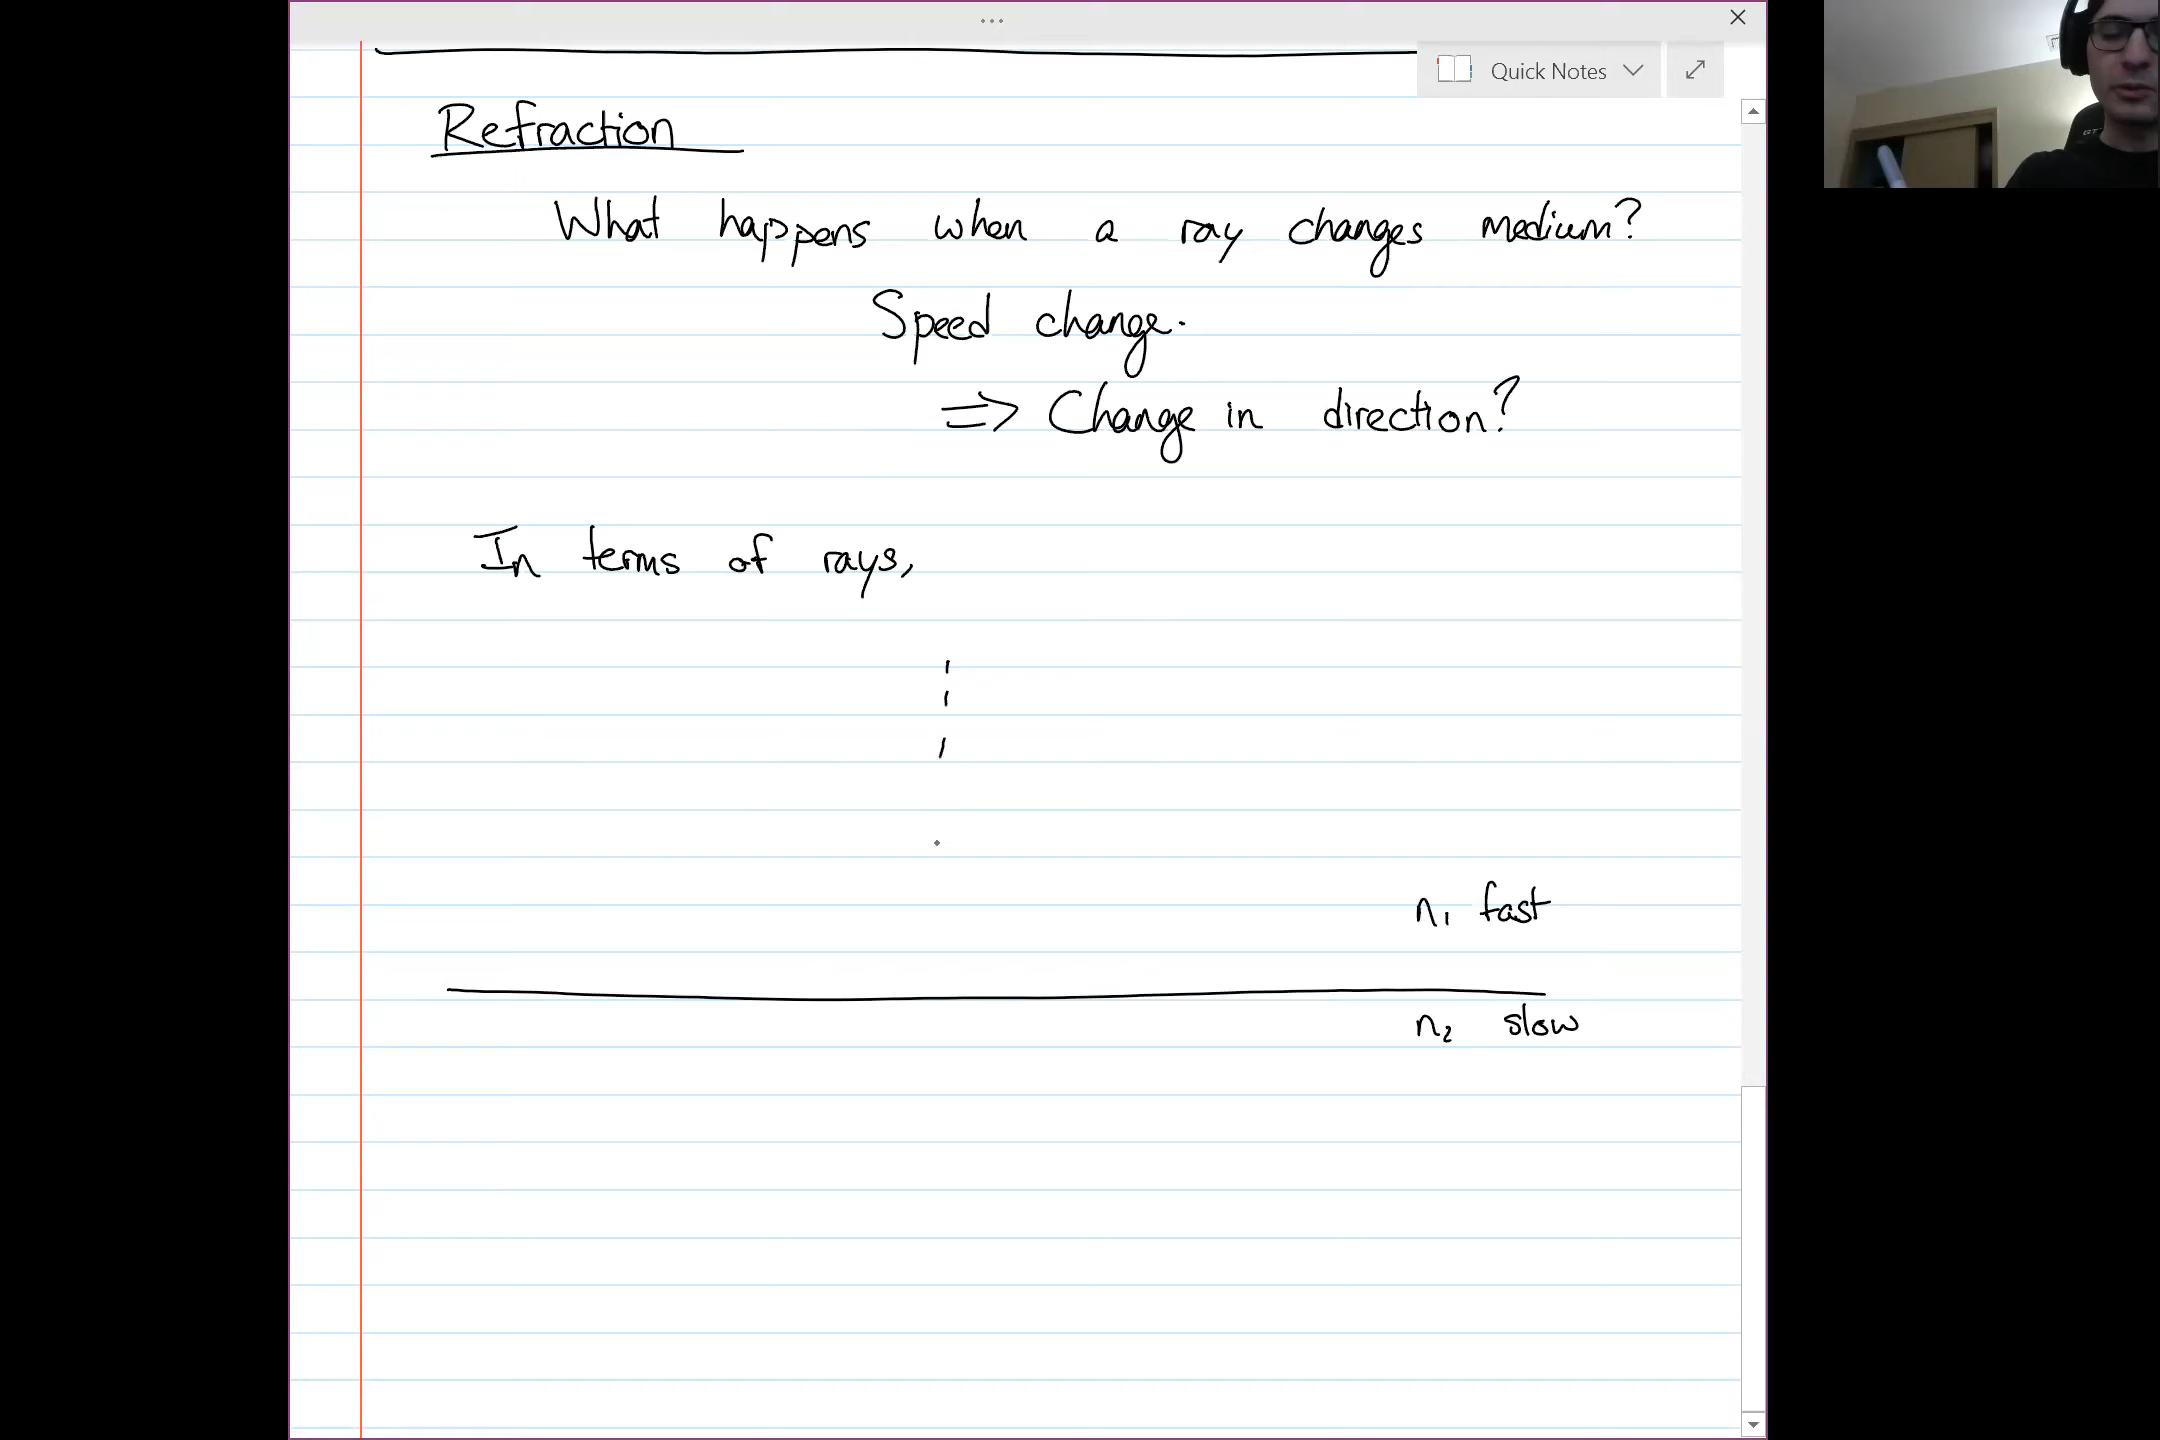 Quick Notes
Refraction
What happens when a ray changes medium?
Speed change.
=> Change in direction?
In terms of rays,
n₁ fast
n₂ slow